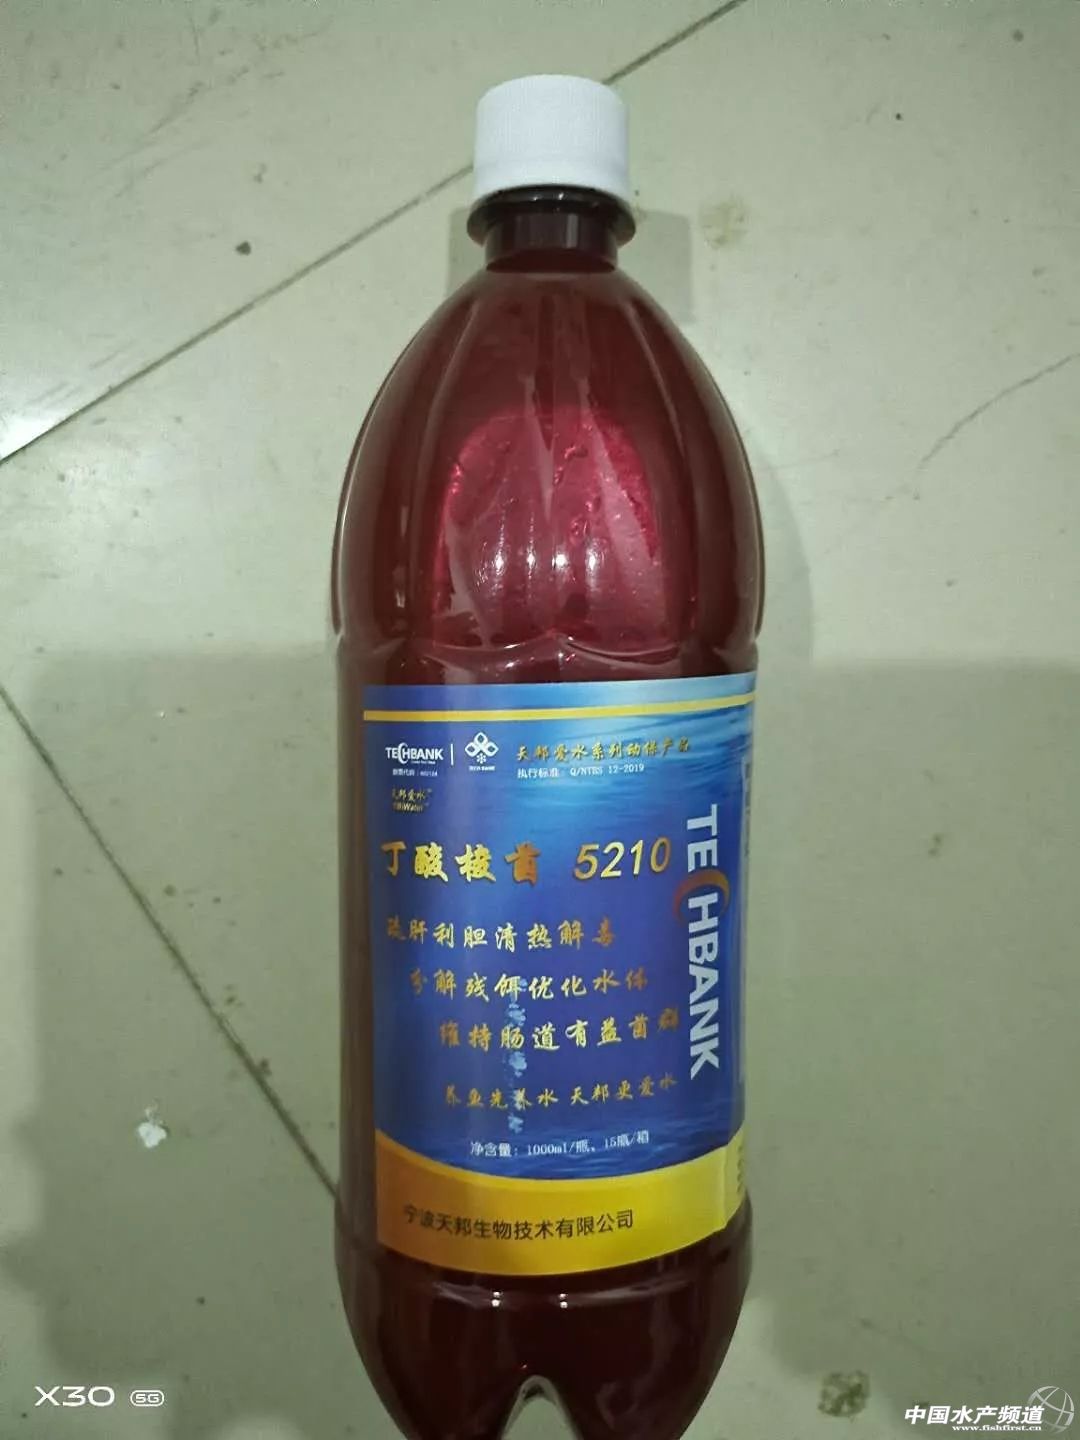 TECHBANK
天邦爱水系列动保产品
执行标准：Q/NTBS 12-2019
天邦爱水
丁酸梭菌 5210
TECHBANK
疏肝利胆清热解毒
分解残饵优化水体
维持肠道有益菌群
养鱼先养水 天邦更爱水
净含量：1000ml/瓶、15瓶/箱
宁波天邦生物技术有限公司
X30 5G
中国水产频道
www.fishfirst.cn